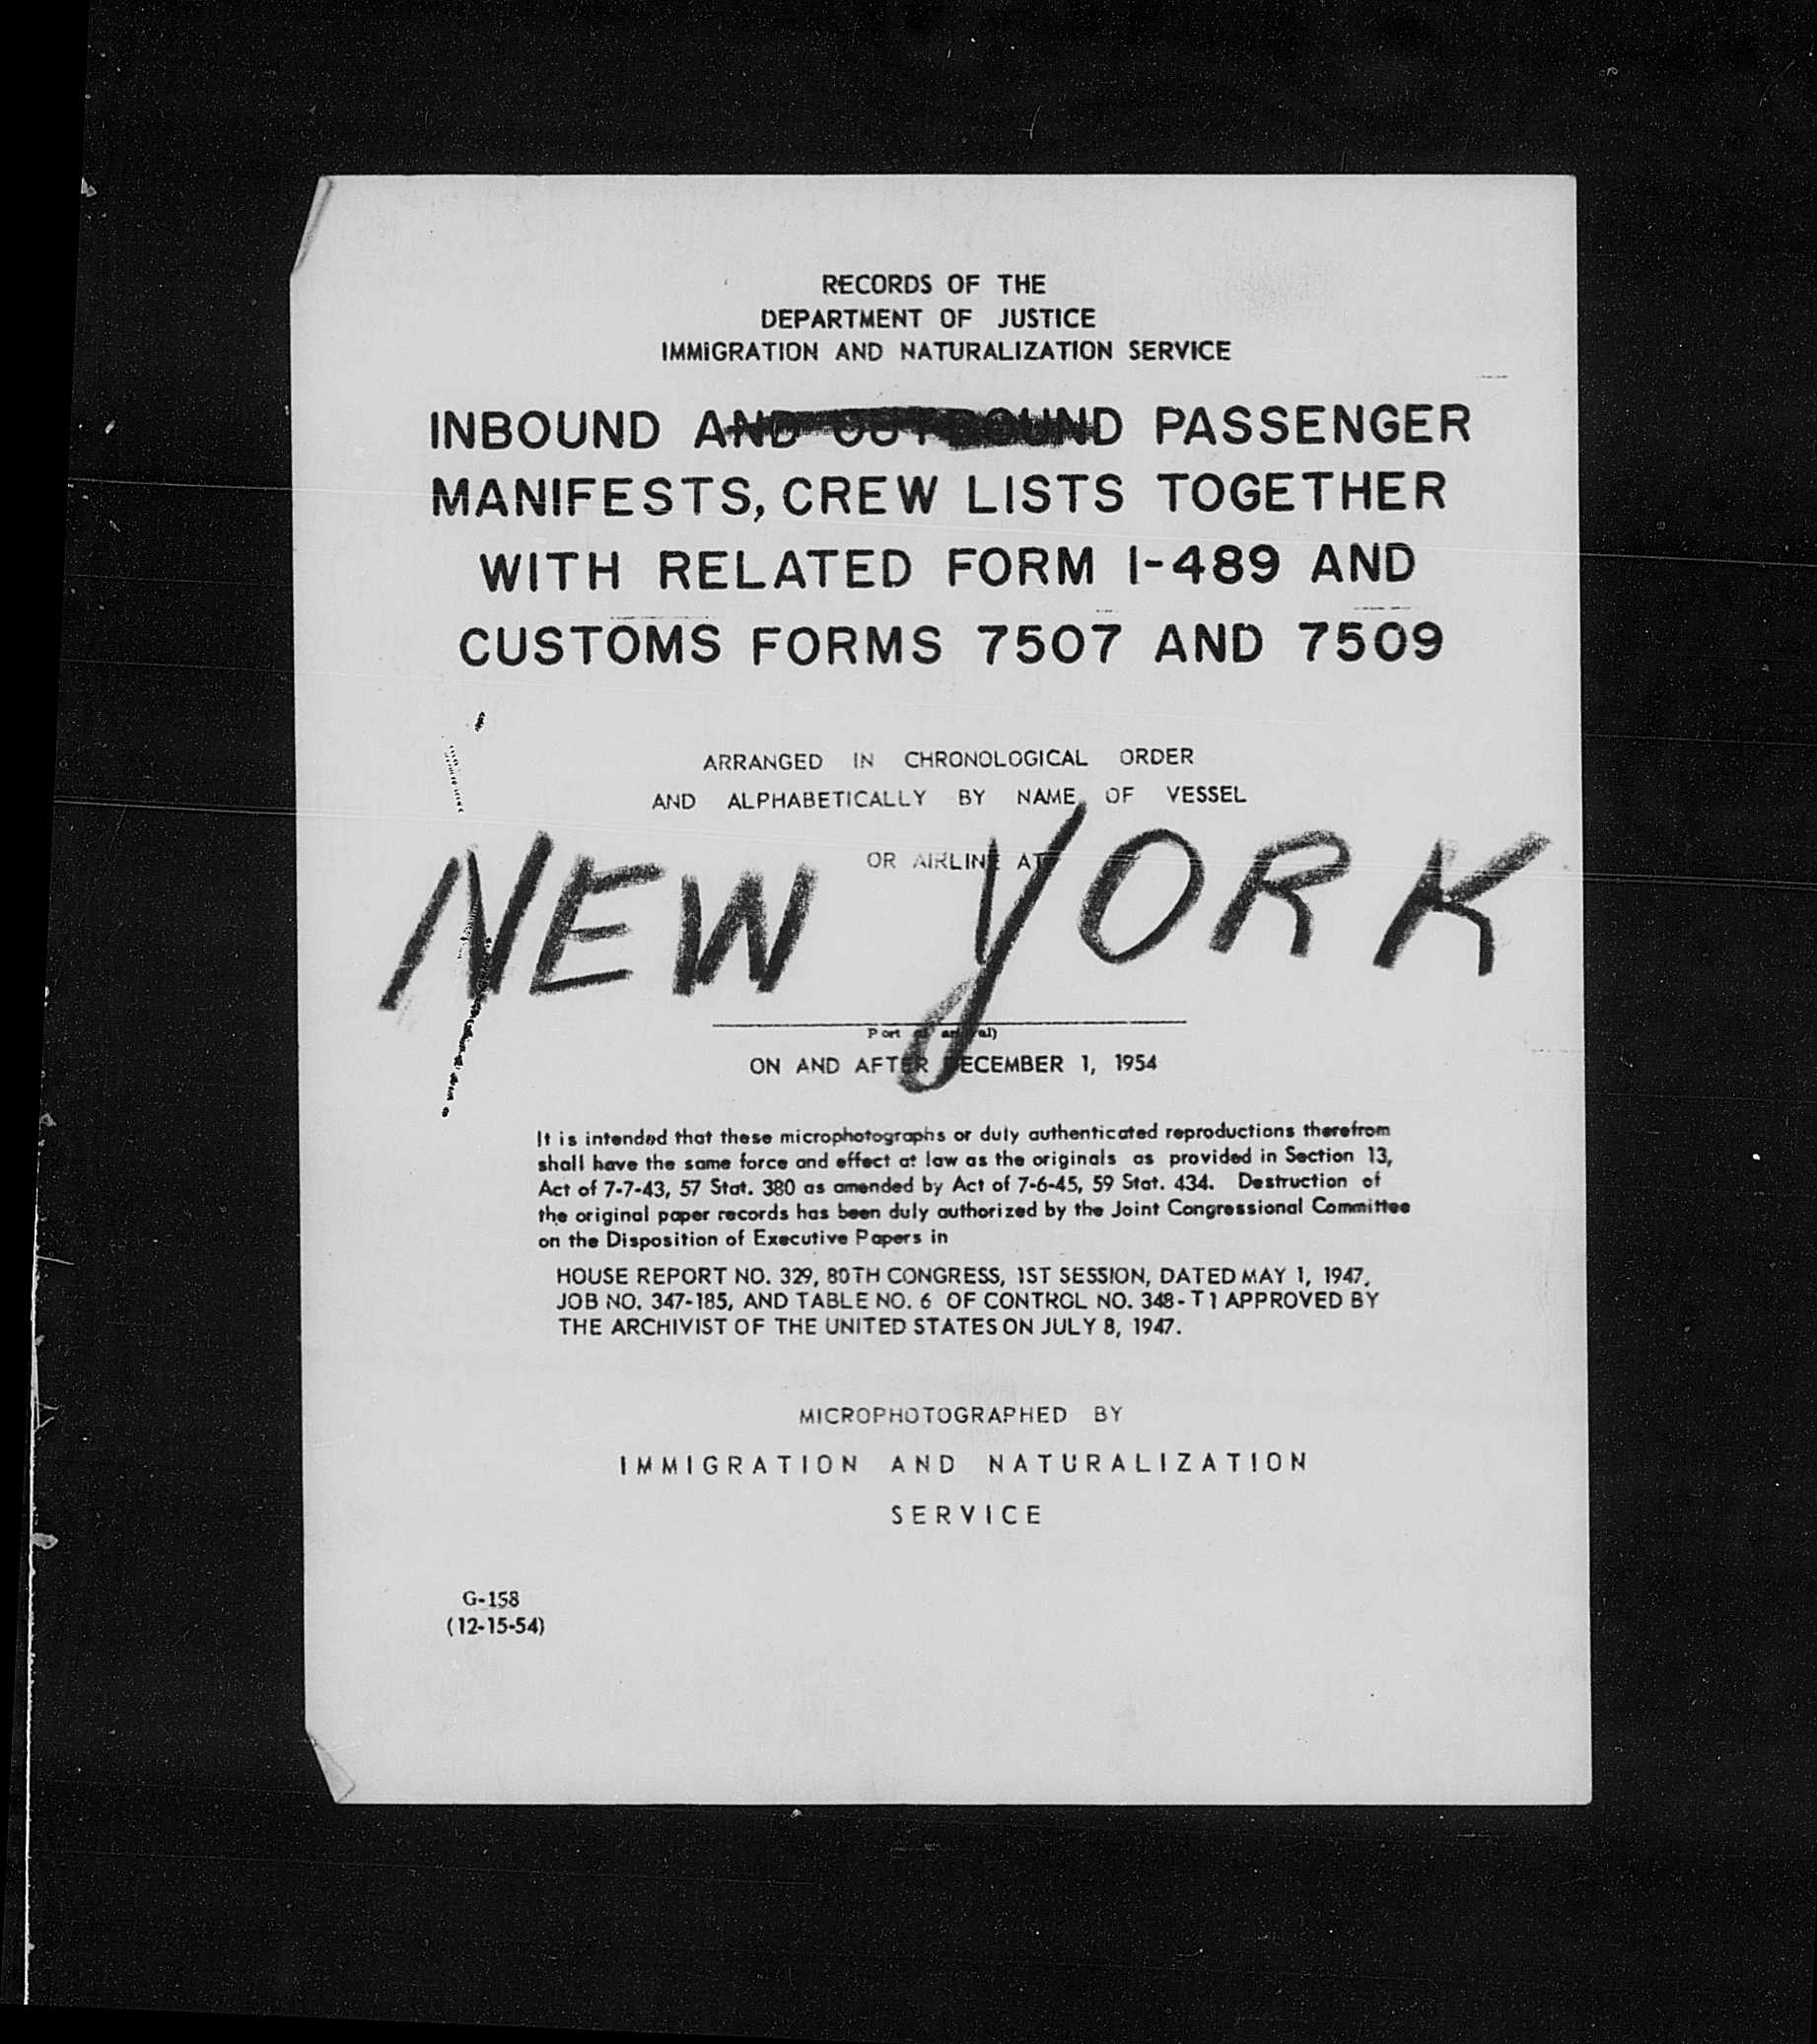 RECORDS OF THE
DEPARTMENT OF JUSTICE
IMMIGRATION AND NATURALIZATION SERVICE
INBOUND AND OUTBOUND PASSENGER
MANIFESTS, CREW LISTS TOGETHER
WITH RELATED FORM I-489 AND
CUSTOMS FORMS 7507 AND 7509
ARRANGED IN CHRONOLOGICAL ORDER
AND ALPHABETICALLY BY NAME OF VESSEL
OR AIRLINE AT
NEW YORK
Port of arrival)
ON AND AFTER DECEMBER 1, 1954
It is intended that these microphotographs or duly authenticated reproductions therefrom
shall have the same force and effect at law as the originals as provided in Section 13,
Act of 7-7-43, 57 Stat. 380 as amended by Act of 7-6-45, 59 Stat. 434. Destruction of
the original paper records has been duly authorized by the Joint Congressional Committee
on the Disposition of Executive Papers in
HOUSE REPORT NO. 329, 80TH CONGRESS, 1ST SESSION, DATED MAY 1, 1947,
JOB NO. 347-185, AND TABLE NO. 6 OF CONTROL NO. 348-T1 APPROVED BY
THE ARCHIVIST OF THE UNITED STATES ON JULY 8, 1947.
MICROPHOTOGRAPHED BY
IMMIGRATION AND NATURALIZATION
SERVICE
G-158
(12-15-54)